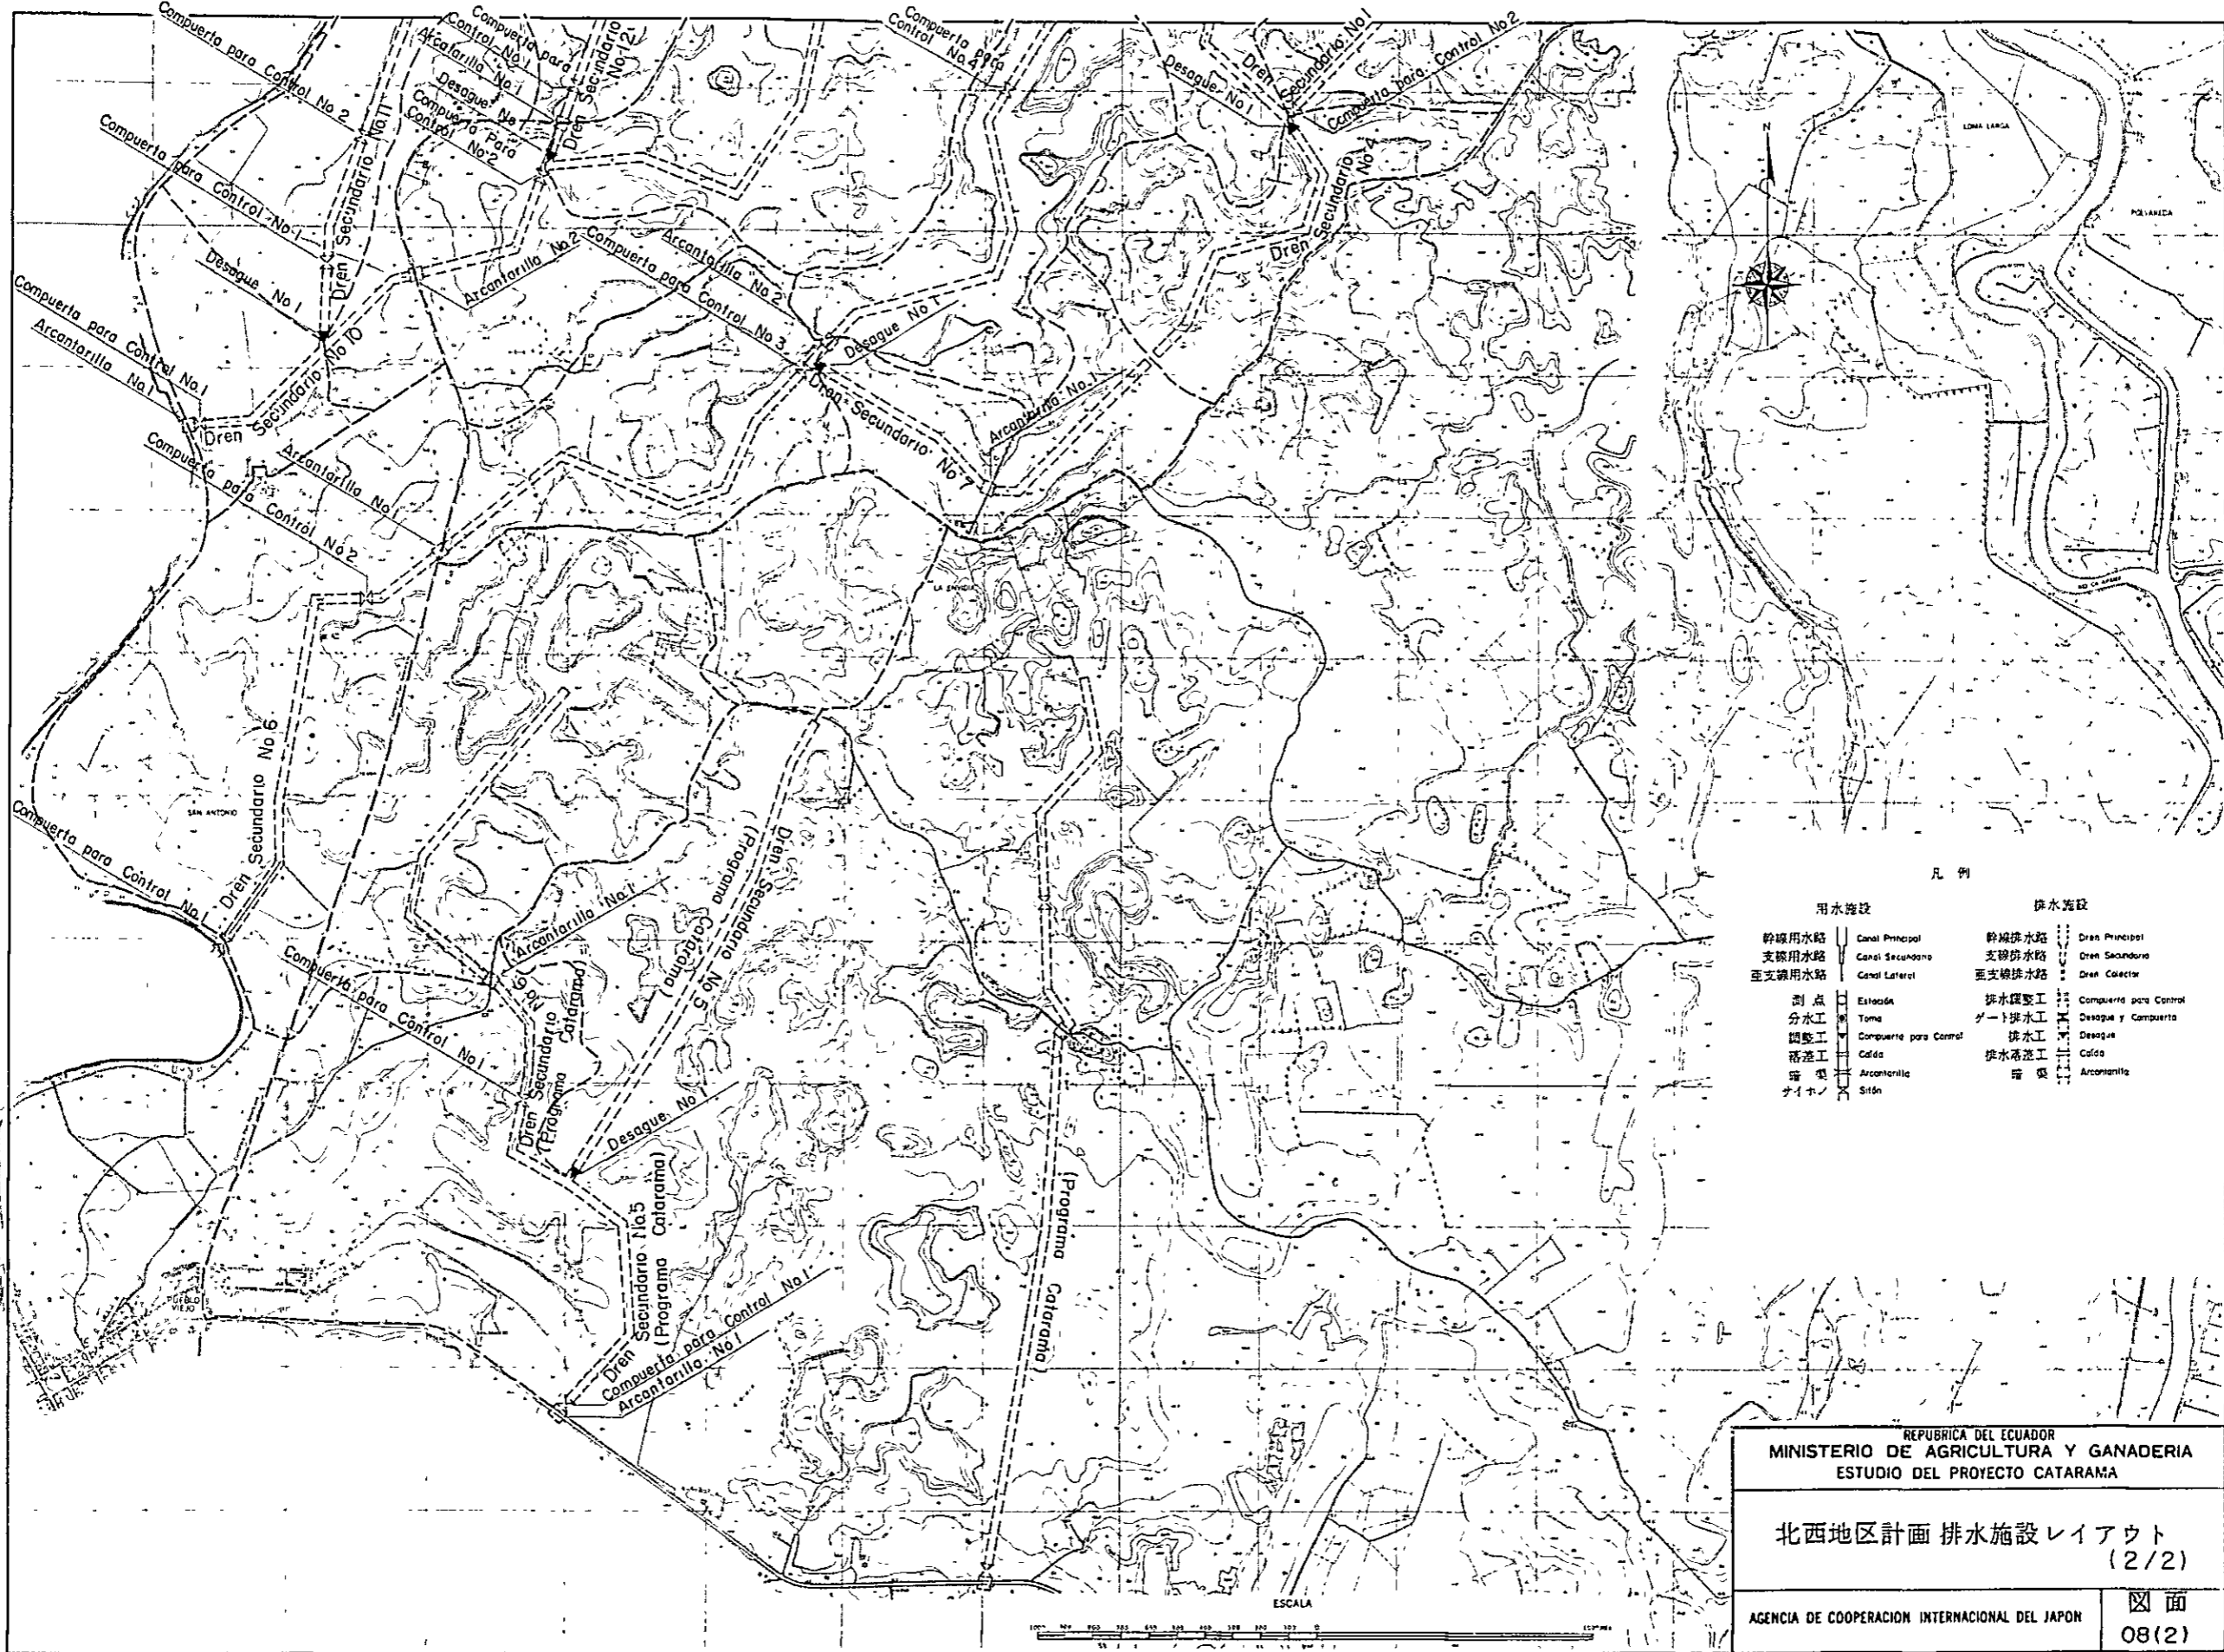 Compuerta para Control No 2
Compuerta para Control No 1
Arcatarilla No 1
Desague No 1
Compuerta Para Control No 2
Dren Secundario No 12
Dren Secundario No 11
Compuerta para Control No 4
Desague No 1
Dren Secundario No 1
Compuerta para Control No 2
Dren Secundario No 4
Compuerta para Control No 1
Desague No 1
Arcantarilla No 2
Compuerta para Control No 3
Arcantarilla No 2
Desague No 1
Compuerta para Control No.1
Arcantarilla No.1
Dren Secundario No 10
Compuerta para Control No 2
Arcantarilla No 1
Dren Secundario No 7
Dren Secundario No 6
SAN ANTONIO
Compuerta para Control No.1
Compuerta para Control No.1
Arcantarilla No.1
Dren Secundario No 6
(Programa Catarama)
Dren Secundario No 5
(Programa Catarama)
Desague No 1
Dren Secundario No.5
(Programa Catarama)
Compuerta para Control No.1
Arcantarilla No 1
(Programa Catarama)
PUEBLO
VIEJO
LOMA LARGA
N
凡 例
用水施設
幹線用水路 Canal Principal
支線用水路 Canal Secundario
亜支線用水路 Canal Lateral
測点 Estación
分水工 Toma
調整工 Compuerta para Control
落差工 Caída
暗渠 Arcantarilla
サイホン Sifón
排水施設
幹線排水路 Dren Principal
支線排水路 Dren Secundario
亜支線排水路 Dren Colector
排水調整工 Compuerta para Control
ゲート排水工 Desague y Compuerta
排水工 Desague
排水落差工 Caída
暗渠 Arcantarilla
ESCALA
REPUBRICA DEL ECUADOR
MINISTERIO DE AGRICULTURA Y GANADERIA
ESTUDIO DEL PROYECTO CATARAMA
北西地区計画 排水施設レイアウト
(2/2)
AGENCIA DE COOPERACION INTERNACIONAL DEL JAPON
図面
08(2)